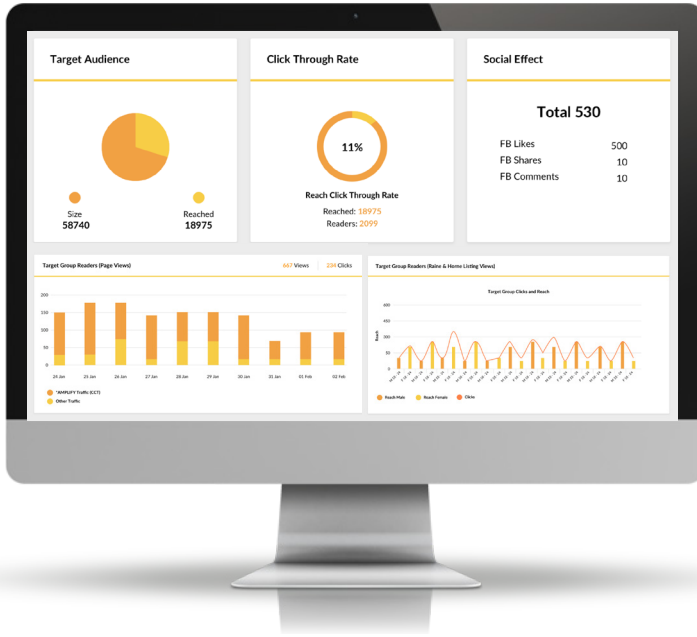 Target Audience
Size
58740
Reached
18975
Click Through Rate
11%
Reach Click Through Rate
Reached: 18975
Readers: 2099
Social Effect
Total 530
FB Likes 500
FB Shares 10
FB Comments 10
Target Group Readers (Page Views)
667 Views
Clicks
200
150
100
50
0
24 Jan 25 Jan 26 Jan 27 Jan 28 Jan 29 Jan 30 Jan 31 Jan 01 Feb 02 Feb
*AMPLIFY Traffic (CCT)
Other Traffic
Target Group Readers (Raine & Horne Listing Views)
Target Group Clicks and Reach
Reach
Reach Male
Reach Female
Clicks